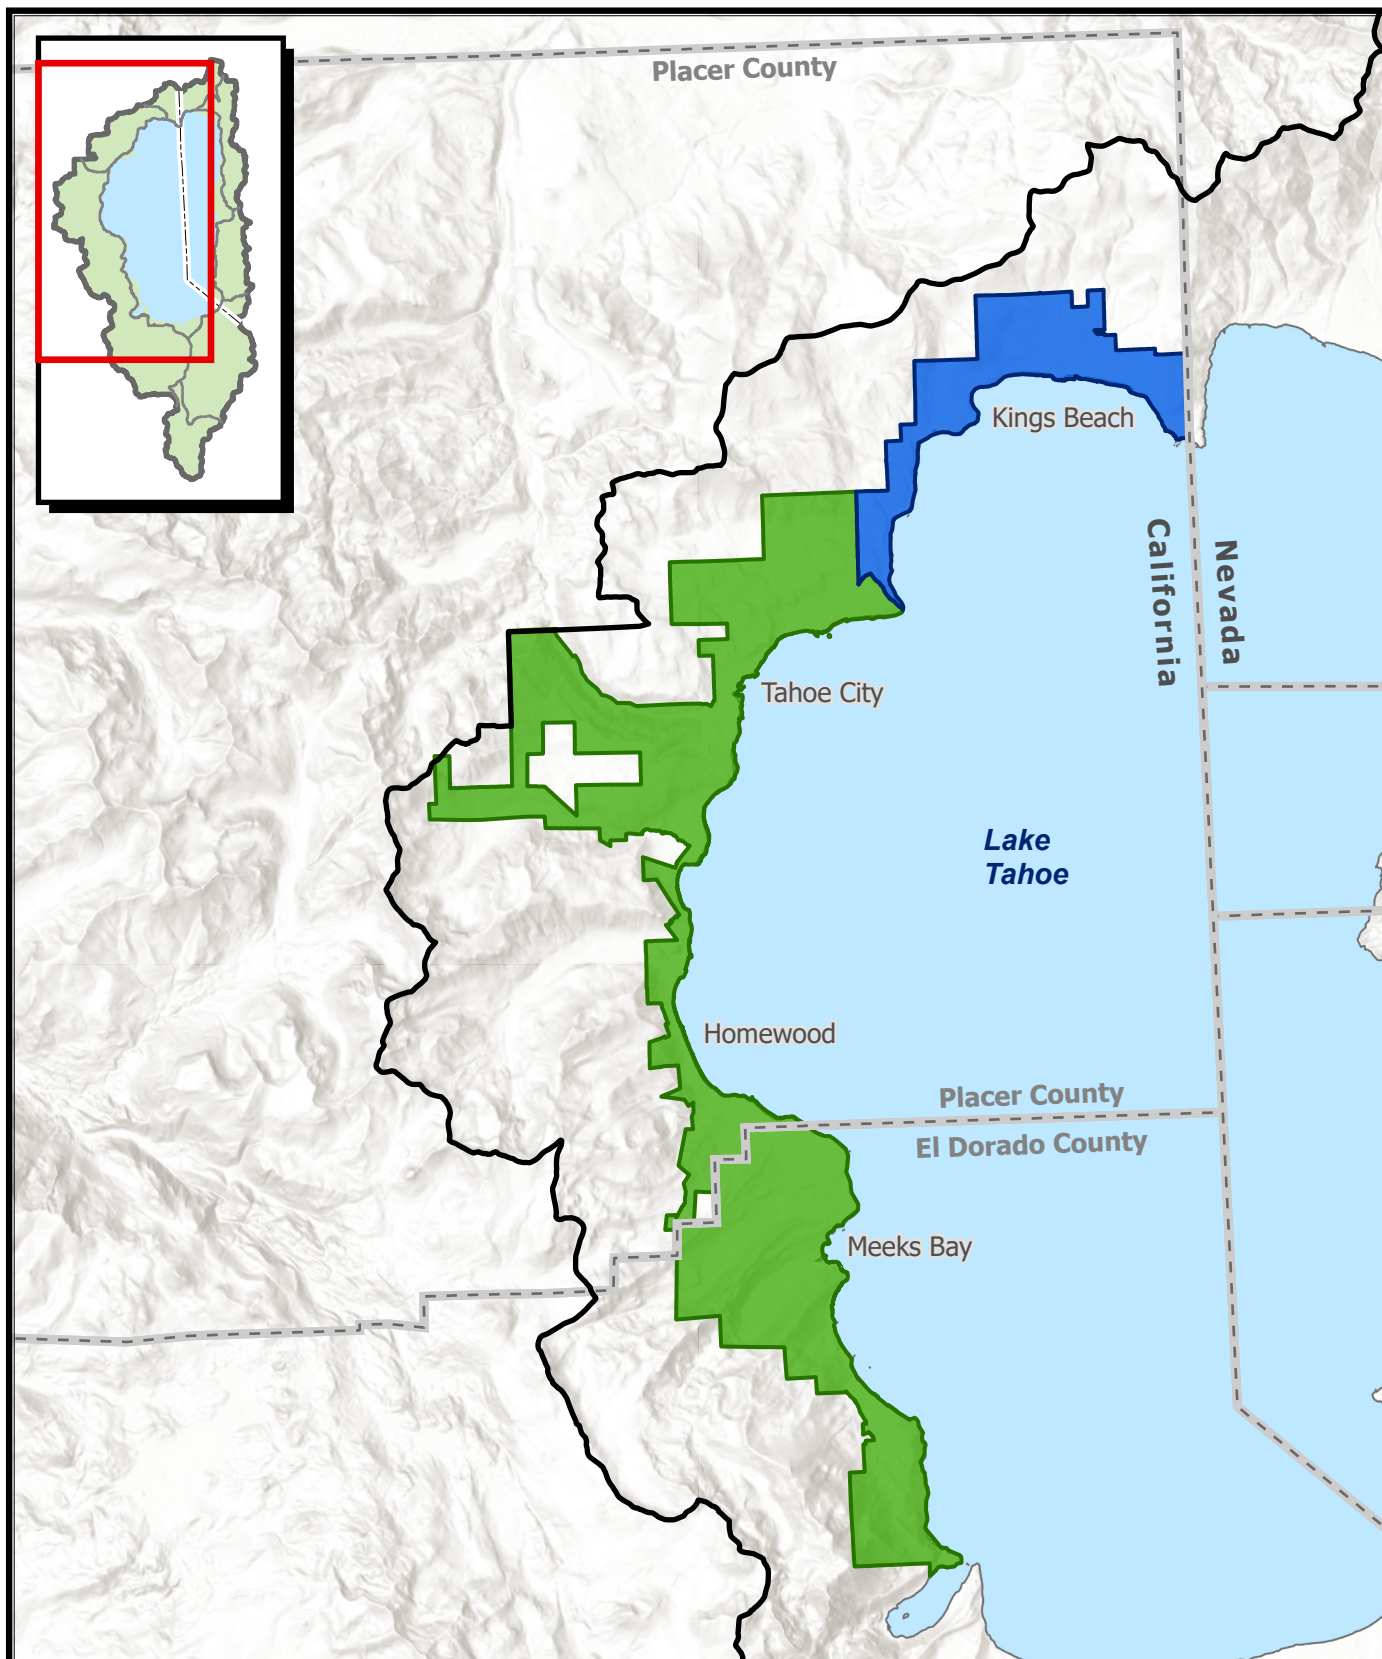 Placer County
Kings Beach
California
Nevada
Tahoe City
Lake
Tahoe
Homewood
Placer County
El Dorado County
Meeks Bay